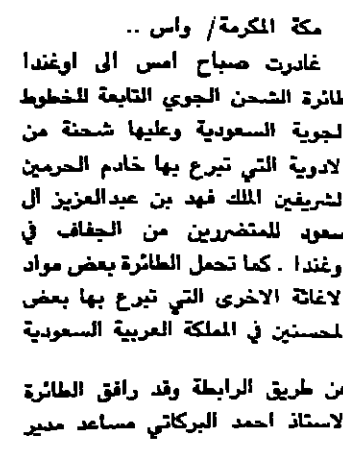 مكة المكرمة/ واس ..
غادرت صباح امس الى اوغندا
طائرة الشحن الجوي التابعة للخطوط
لجوية السعودية وعليها شحنة من
لادوية التي تبرع بها خادم الحرمين
لشريفين الملك فهد بن عبدالعزيز آل
سعود للمتضررين من الجفاف في
وغندا . كما تحمل الطائرة بعض مواد
لاغاثة الاخرى التي تبرع بها بعض
لمحسنين في المملكة العربية السعودية
عن طريق الرابطة وقد رافق الطائرة
لاستاذ احمد البركاتي مساعد مدير